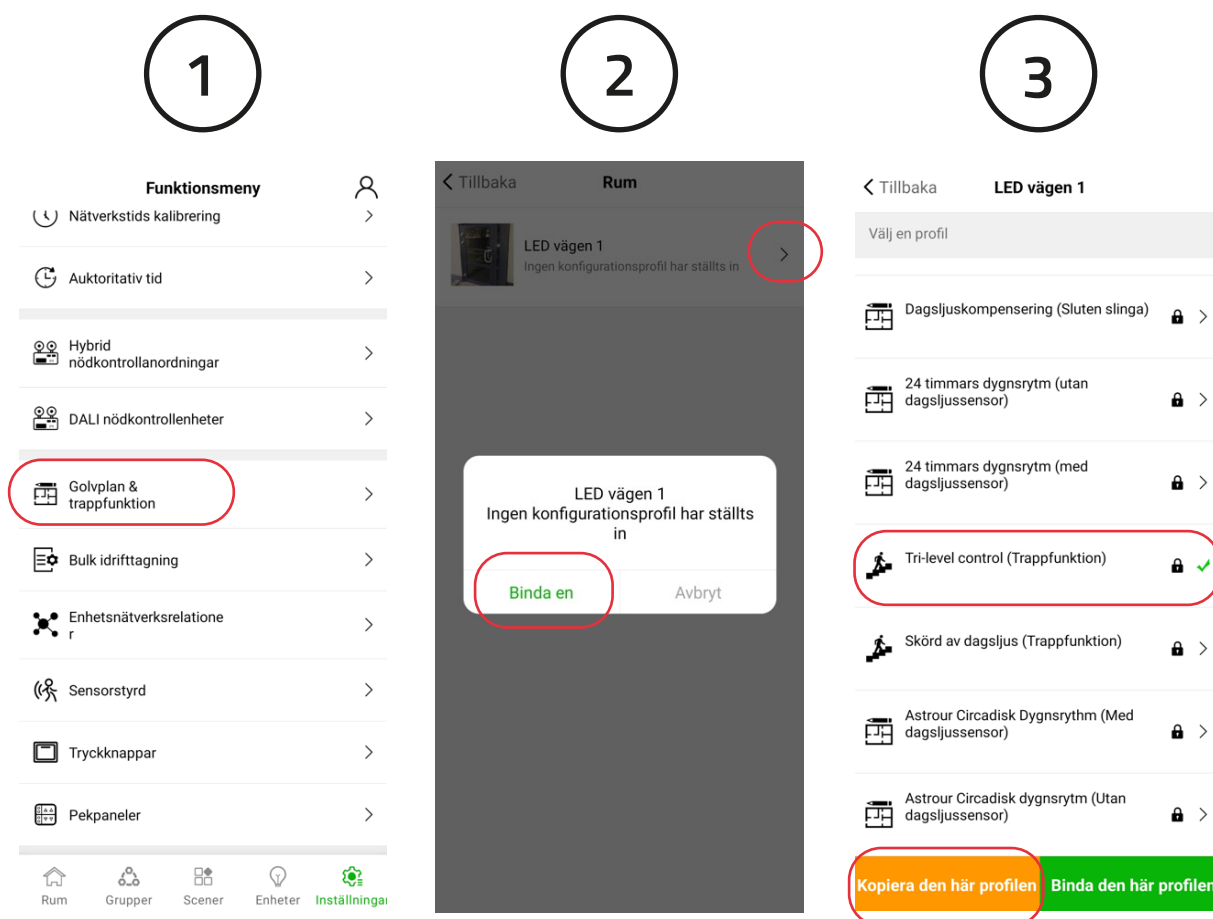 1
2
3
Funktionsmeny
Nätverkstids kalibrering
Auktoritativ tid
Hybrid
nödkontrollanordningar
DALI nödkontrollenheter
Golvplan &
trappfunktion
Bulk idrifttagning
Enhetsnätverksrelatione
r
Sensorstyrd
Tryckknappar
Pekpaneler
Rum
Grupper
Scener
Enheter
Inställningar
Tillbaka
Rum
LED vägen 1
Ingen konfigurationsprofil har ställts in
LED vägen 1
Ingen konfigurationsprofil har ställts
in
Binda en
Avbryt
Tillbaka
LED vägen 1
Välj en profil
Dagsljuskompensering (Sluten slinga)
24 timmars dygnsrytm (utan
dagsljussensor)
24 timmars dygnsrytm (med
dagsljussensor)
Tri-level control (Trappfunktion)
Skörd av dagsljus (Trappfunktion)
Astrour Circadisk Dygnsrythm (Med
dagsljussensor)
Astrour Circadisk dygnsrytm (Utan
dagsljussensor)
Kopiera den här profilen
Binda den här profilen